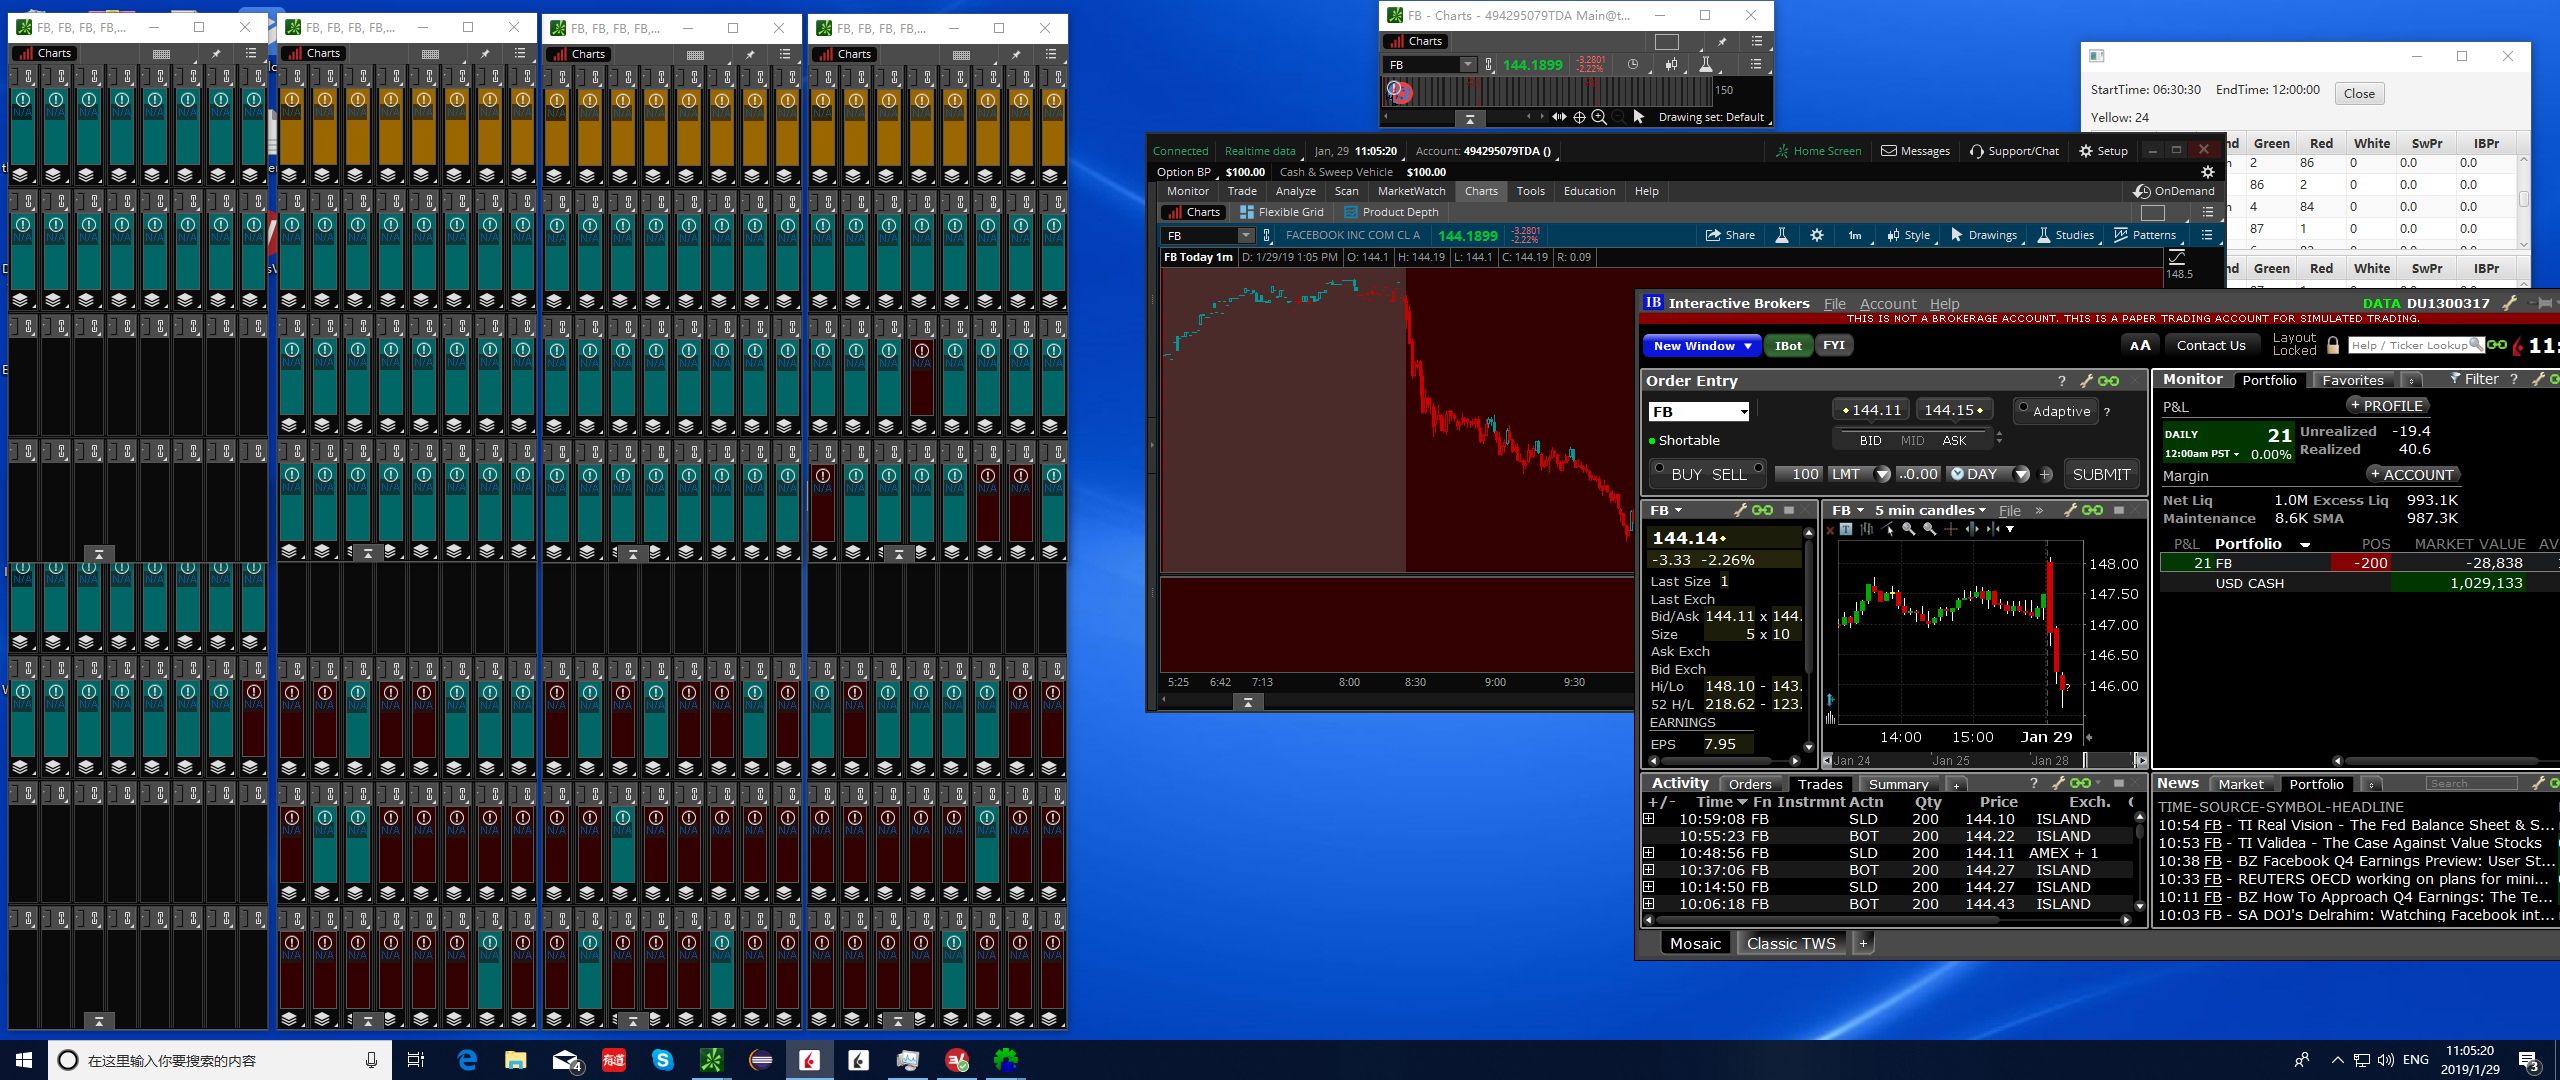 FB, FB, FB, FB,...
Charts
FB, FB, FB, FB,...
Charts
FB, FB, FB, FB,...
Charts
FB, FB, FB, FB,...
Charts
FB - Charts - 494295079TDA Main@t...
Charts
FB 144.1899 -3.2801 -2.22%
150
Drawing set: Default
StartTime: 06:30:30 EndTime: 12:00:00 Close
Yellow: 24
Green Red White SwPr IBPr
2 86 0 0.0 0.0
86 2 0 0.0 0.0
4 84 0 0.0 0.0
87 1 0 0.0 0.0
Green Red White SwPr IBPr
Connected Realtime data Jan, 29 11:05:20 Account: 494295079TDA () Home Screen Messages Support/Chat Setup
Option BP $100.00 Cash & Sweep Vehicle $100.00
Monitor Trade Analyze Scan MarketWatch Charts Tools Education Help OnDemand
Charts Flexible Grid Product Depth
FB FACEBOOK INC COM CL A 144.1899 -3.2801 -2.22% Share 1m Style Drawings Studies Patterns
FB Today 1m D: 1/29/19 1:05 PM O: 144.1 H: 144.19 L: 144.1 C: 144.19 R: 0.09
148.5
5:25 6:42 7:13 8:00 8:30 9:00 9:30
IB Interactive Brokers File Account Help DATA DU1300317
THIS IS NOT A BROKERAGE ACCOUNT. THIS IS A PAPER TRADING ACCOUNT FOR SIMULATED TRADING.
New Window IBot FYI AA Contact Us Layout Locked Help / Ticker Lookup 11:
Order Entry ?
FB 144.11 144.15 Adaptive ?
Shortable BID MID ASK
BUY SELL 100 LMT ..0.00 DAY + SUBMIT
Monitor Portfolio Favorites Filter ?
P&L + PROFILE
DAILY 21 Unrealized -19.4
12:00am PST 0.00% Realized 40.6
Margin + ACCOUNT
Net Liq 1.0M Excess Liq 993.1K
Maintenance 8.6K SMA 987.3K
P&L Portfolio POS MARKET VALUE AV
21 FB -200 -28,838
USD CASH 1,029,133
FB
144.14
-3.33 -2.26%
Last Size 1
Last Exch
Bid/Ask 144.11 x 144.
Size 5 x 10
Ask Exch
Bid Exch
Hi/Lo 148.10 - 143.
52 H/L 218.62 - 123.
EARNINGS
EPS 7.95
FB 5 min candles File »
148.00
147.50
147.00
146.50
146.00
14:00 15:00 Jan 29
Jan 24 Jan 25 Jan 28
Activity Orders Trades Summary + ?
+/- Time Fn Instrmnt Actn Qty Price Exch.
10:59:08 FB SLD 200 144.10 ISLAND
10:55:23 FB BOT 200 144.22 ISLAND
10:48:56 FB SLD 200 144.11 AMEX + 1
10:37:06 FB BOT 200 144.27 ISLAND
10:14:50 FB SLD 200 144.27 ISLAND
10:06:18 FB BOT 200 144.43 ISLAND
Mosaic Classic TWS +
News Market Portfolio Search
TIME-SOURCE-SYMBOL-HEADLINE
10:54 FB - TI Real Vision - The Fed Balance Sheet & S...
10:53 FB - TI Validea - The Case Against Value Stocks
10:38 FB - BZ Facebook Q4 Earnings Preview: User St...
10:33 FB - REUTERS OECD working on plans for mini...
10:11 FB - BZ How To Approach Q4 Earnings: The Te...
10:03 FB - SA DOJ's Delrahim: Watching Facebook int...
在这里输入你要搜索的内容
4
有道
ENG
11:05:20
2019/1/29
3